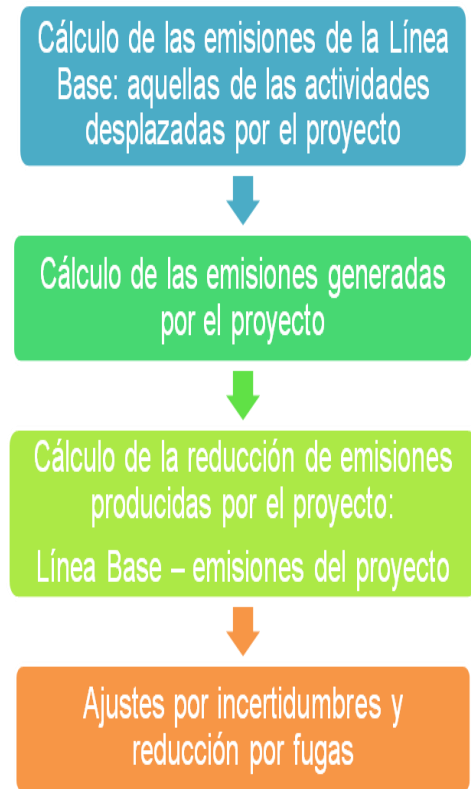 Cálculo de las emisiones de la Línea
Base: aquellas de las actividades
desplazadas por el proyecto
Cálculo de las emisiones generadas
por el proyecto
Cálculo de la reducción de emisiones
producidas por el proyecto:
Línea Base – emisiones del proyecto
Ajustes por incertidumbres y
reducción por fugas